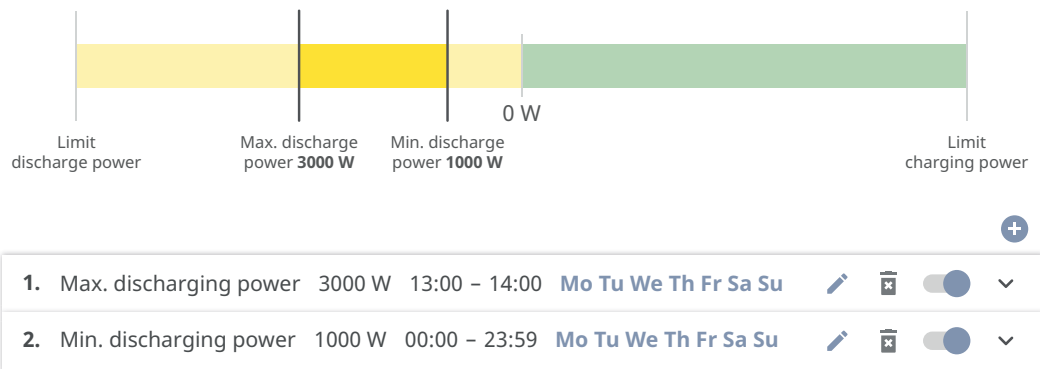 0 W
Limit
discharge power
Max. discharge
power 3000 W
Min. discharge
power 1000 W
Limit
charging power
1. Max. discharging power 3000 W 13:00 – 14:00 Mo Tu We Th Fr Sa Su
2. Min. discharging power 1000 W 00:00 – 23:59 Mo Tu We Th Fr Sa Su